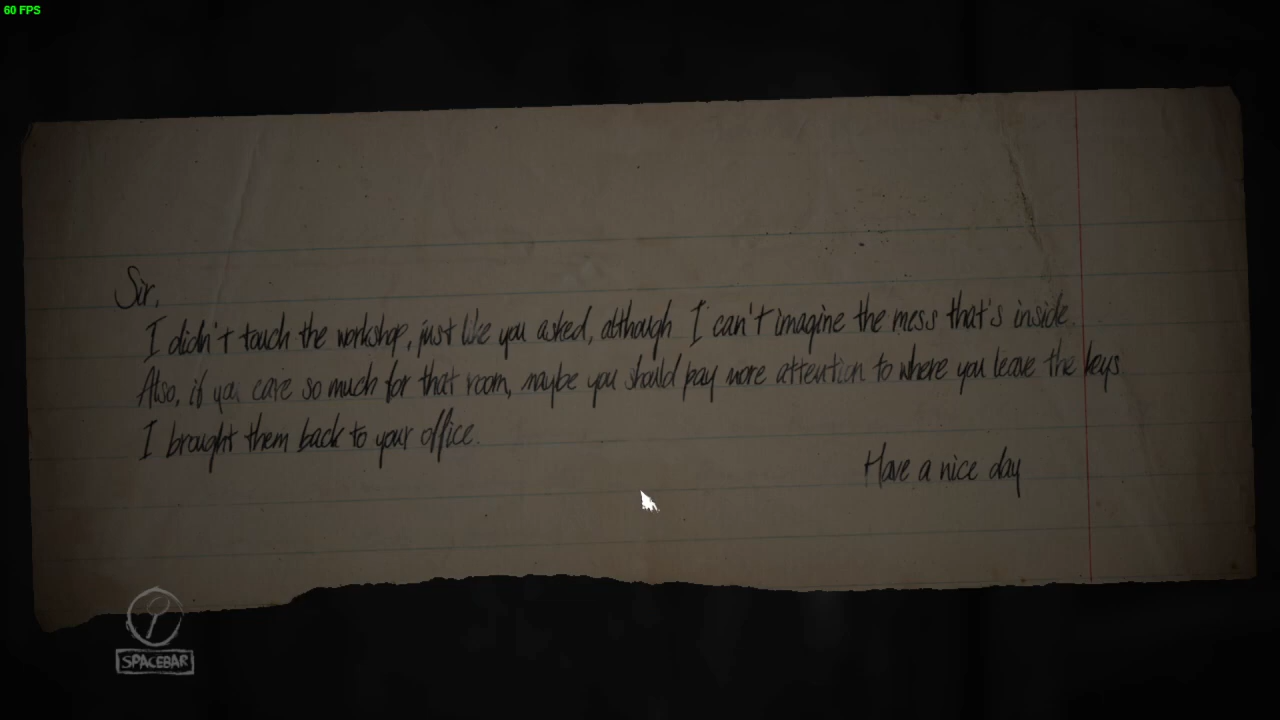 60 FPS
Sir,
I didn't touch the workshop, just like you asked, although I can't imagine the mess that's inside.
Also, if you care so much for that room, maybe you should pay more attention to where you leave the keys
I brought them back to your office.
Have a nice day
SPACEBAR